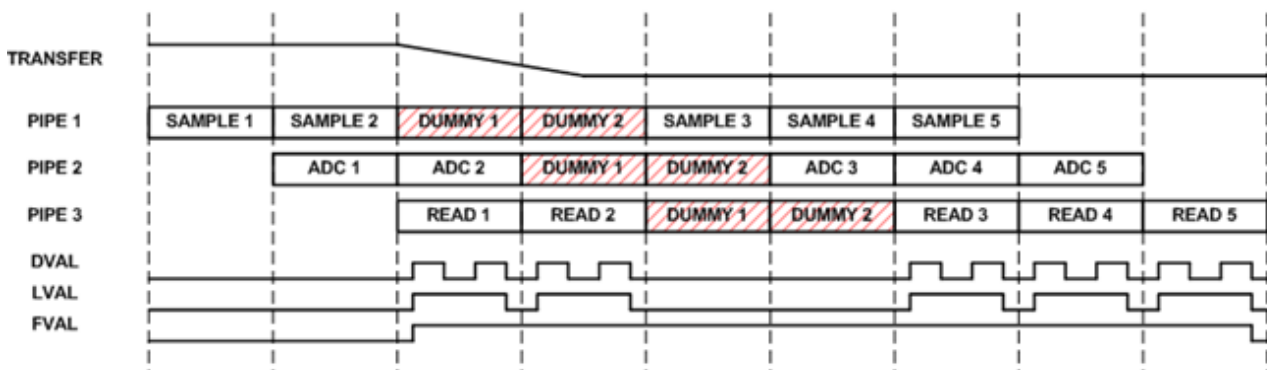 TRANSFER
PIPE 1 SAMPLE 1 SAMPLE 2 DUMMY 1 DUMMY 2 SAMPLE 3 SAMPLE 4 SAMPLE 5
PIPE 2 ADC 1 ADC 2 DUMMY 1 DUMMY 2 ADC 3 ADC 4 ADC 5
PIPE 3 READ 1 READ 2 DUMMY 1 DUMMY 2 READ 3 READ 4 READ 5
DVAL
LVAL
FVAL